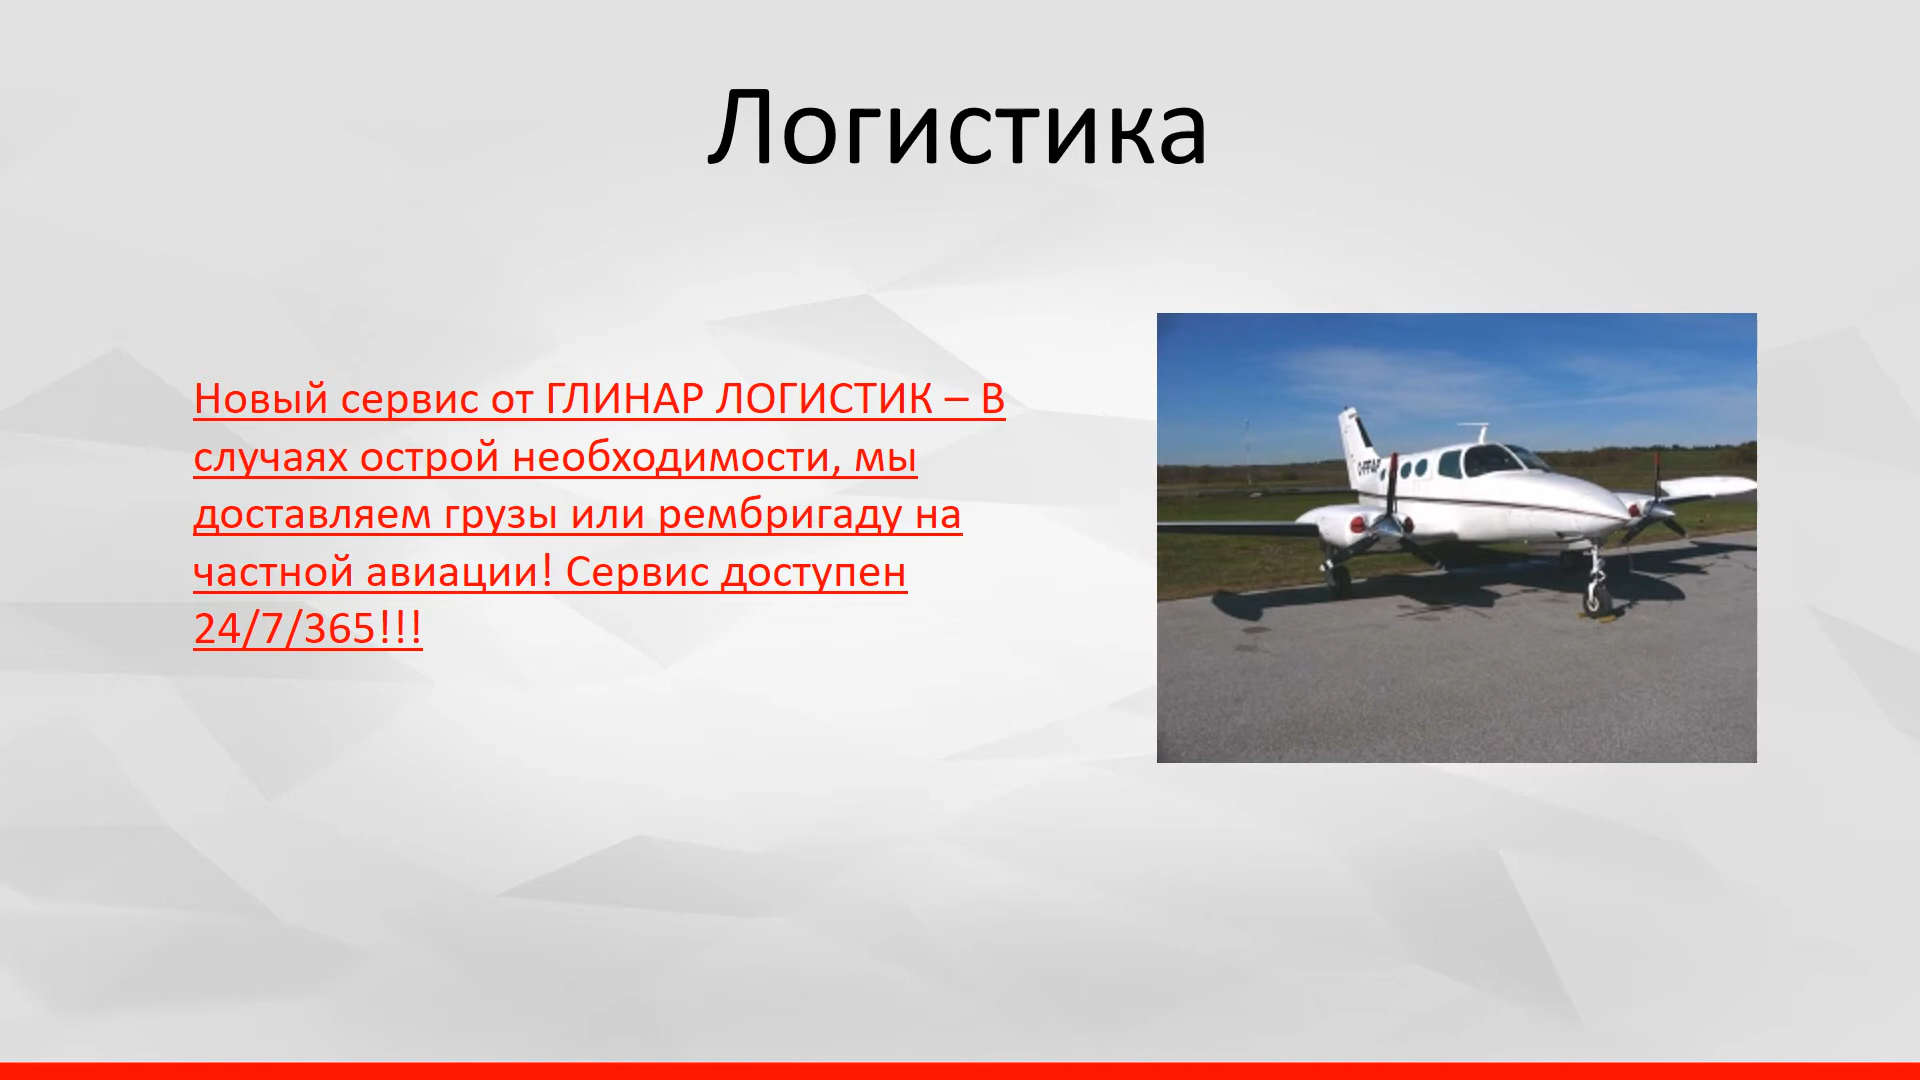 Логистика
Новый сервис от ГЛИНАР ЛОГИСТИК – В
случаях острой необходимости, мы
доставляем грузы или рембригаду на
частной авиации! Сервис доступен
24/7/365!!!